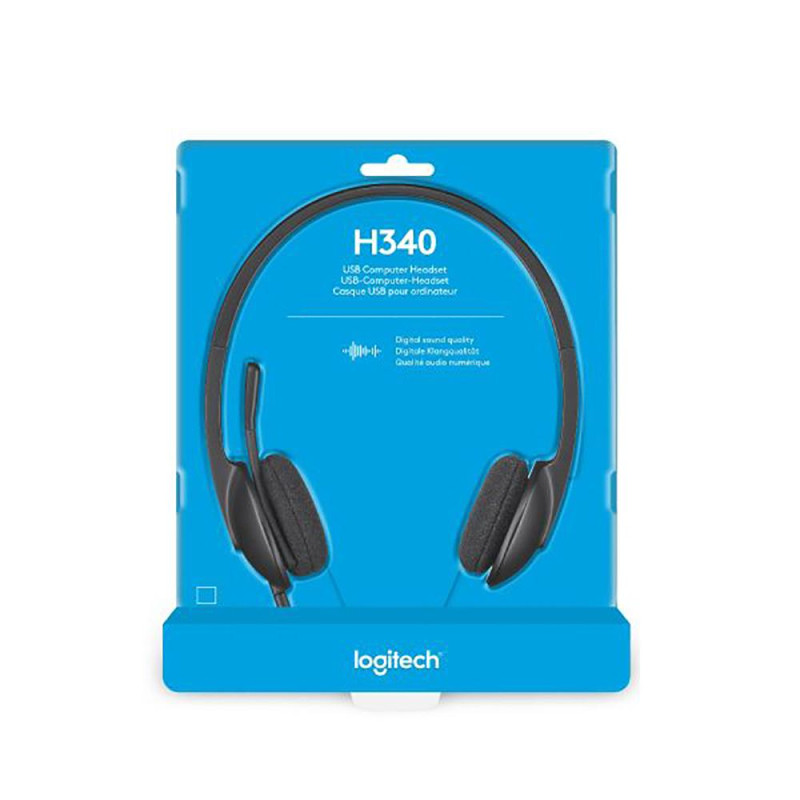 H340
USB Computer Headset
USB-Computer-Headset
Casque USB pour ordinateur
Digital sound quality
Digitale Klangqualität
Qualité audio numérique
logitech